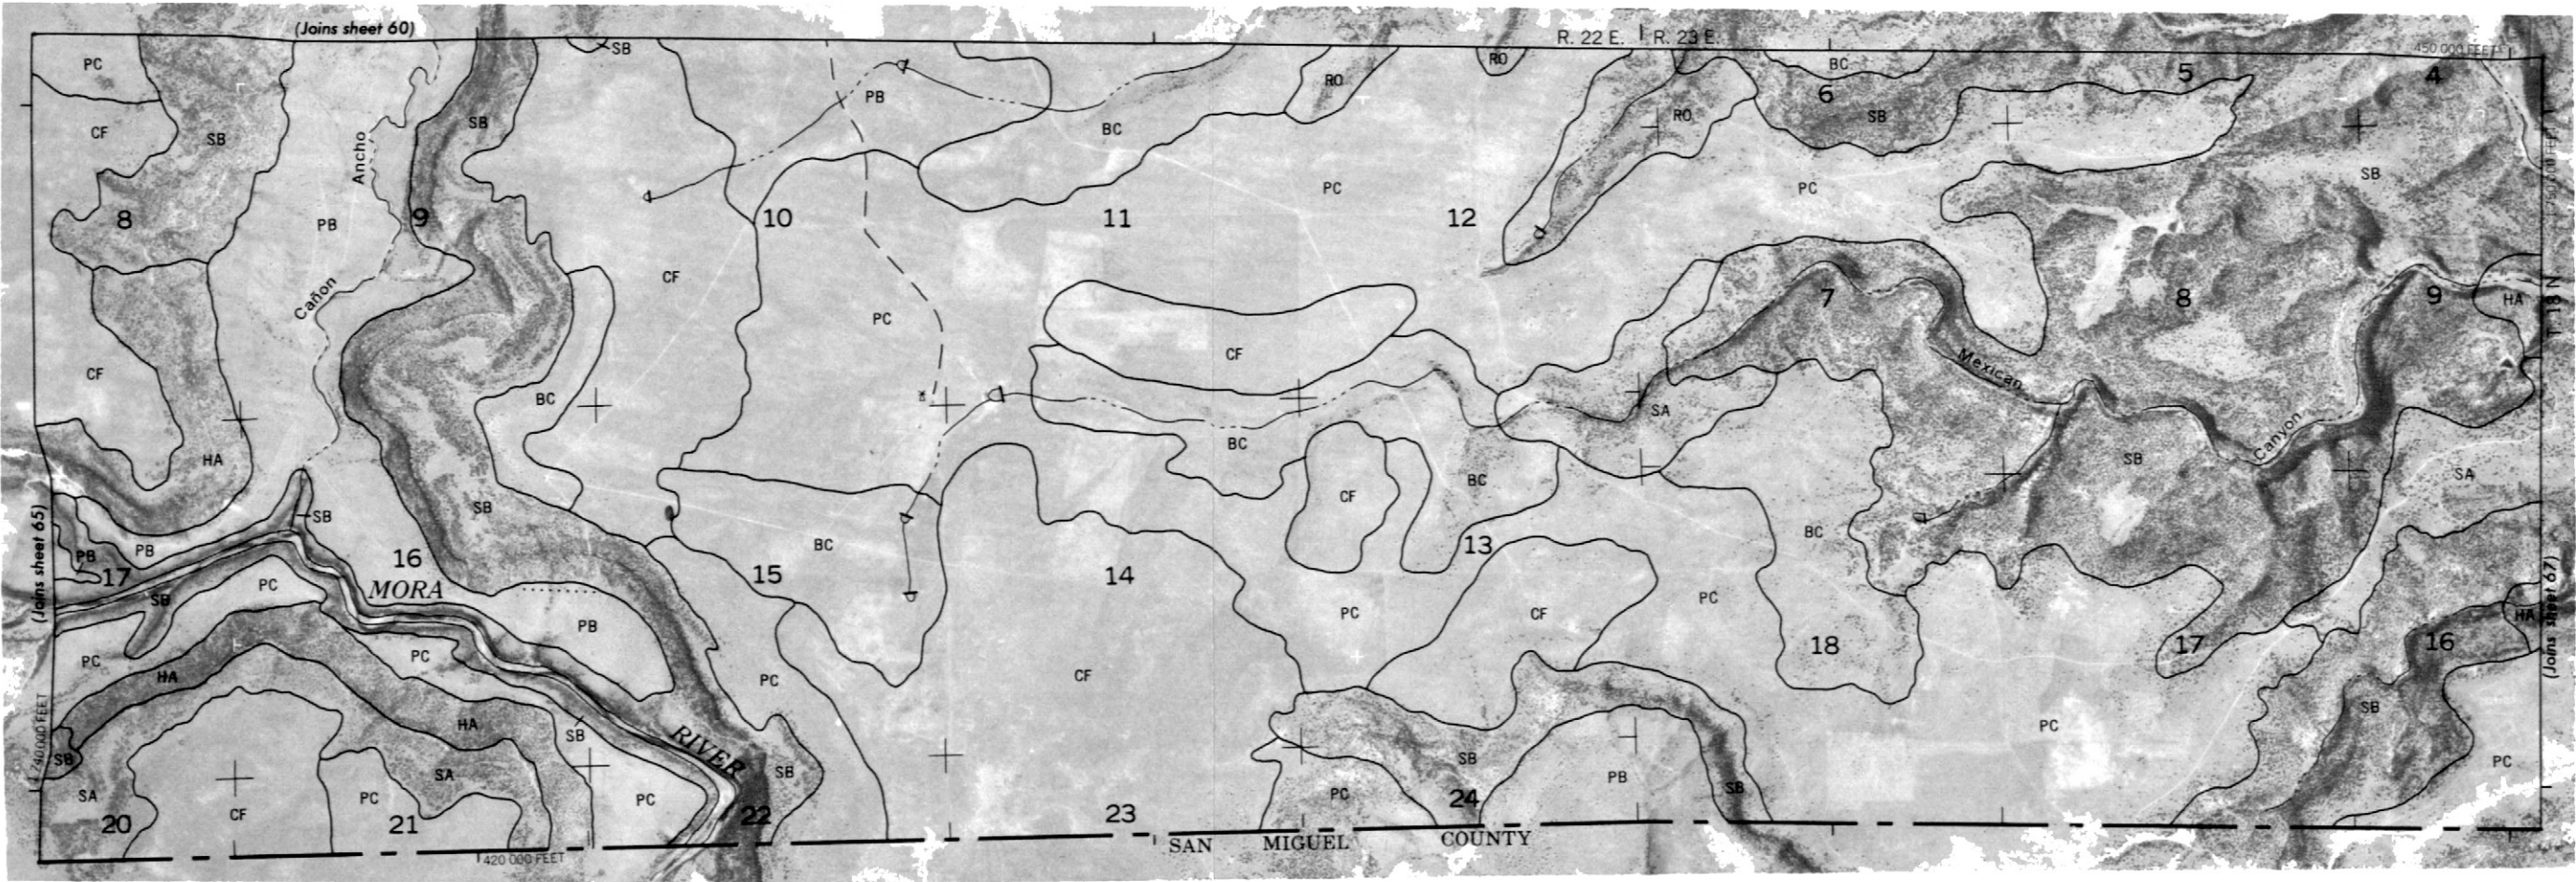 (Joins sheet 60)
R. 22 E. | R. 23 E.
450 000 FEET
PC
SB
SB
PB
RO
RO
BC
5
4
CF
SB
SB
Ancho
BC
6
SB
RO
SB
8
PB
9
10
11
PC
12
PC
Cañon
CF
PC
CF
7
8
9
HA
T. 18 N.
CF
BC
Mexican
SA
BC
Canyon
HA
SB
CF
BC
SB
SA
(Joins sheet 65)
SB
BC
13
BC
PB
PB
17
16
MORA
PC
SB
15
14
PC
CF
PC
(Joins sheet 67)
PB
HA
PC
PC
HA
PC
CF
18
17
16
HA
SB
SB
RIVER
SB
SB
PC
SB
740 000 FEET
SA
SA
PC
PC
PC
PB
SB
PC
20
CF
21
22
23
24
420 000 FEET
SAN MIGUEL COUNTY